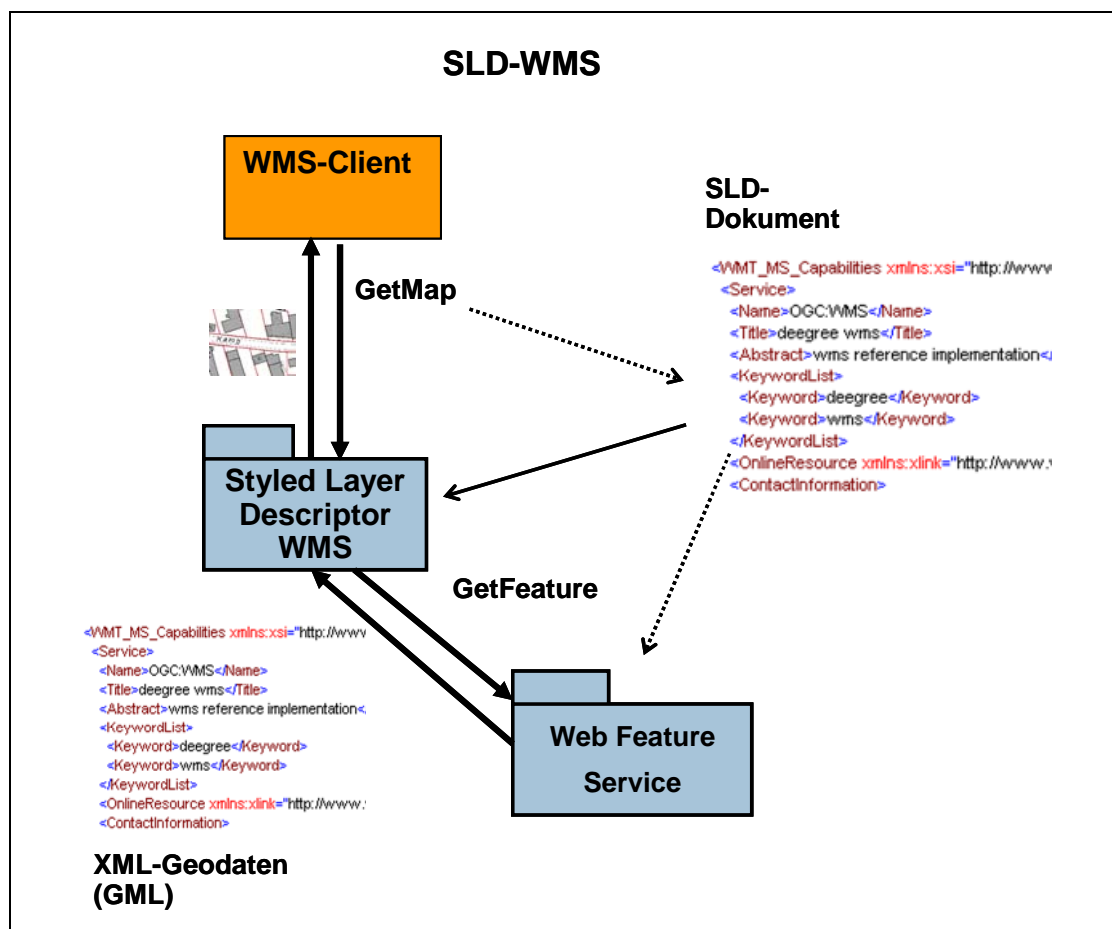 SLD-WMS
WMS-Client
SLD-
Dokument
GetMap
<WMT_MS_Capabilities xmlns:xsi="http://www
<Service>
<Name>OGC:WMS</Name>
<Title>deegree wms</Title>
<Abstract>wms reference implementation</
<KeywordList>
<Keyword>deegree</Keyword>
<Keyword>wms</Keyword>
</KeywordList>
<OnlineResource xmlns:xlink="http://www.
<ContactInformation>
Styled Layer
Descriptor
WMS
GetFeature
<WMT_MS_Capabilities xmlns:xsi="http://www
<Service>
<Name>OGC:WMS</Name>
<Title>deegree wms</Title>
<Abstract>wms reference implementation<
<KeywordList>
<Keyword>deegree</Keyword>
<Keyword>wms</Keyword>
</KeywordList>
<OnlineResource xmlns:xlink="http://www.
<ContactInformation>
Web Feature
Service
XML-Geodaten
(GML)